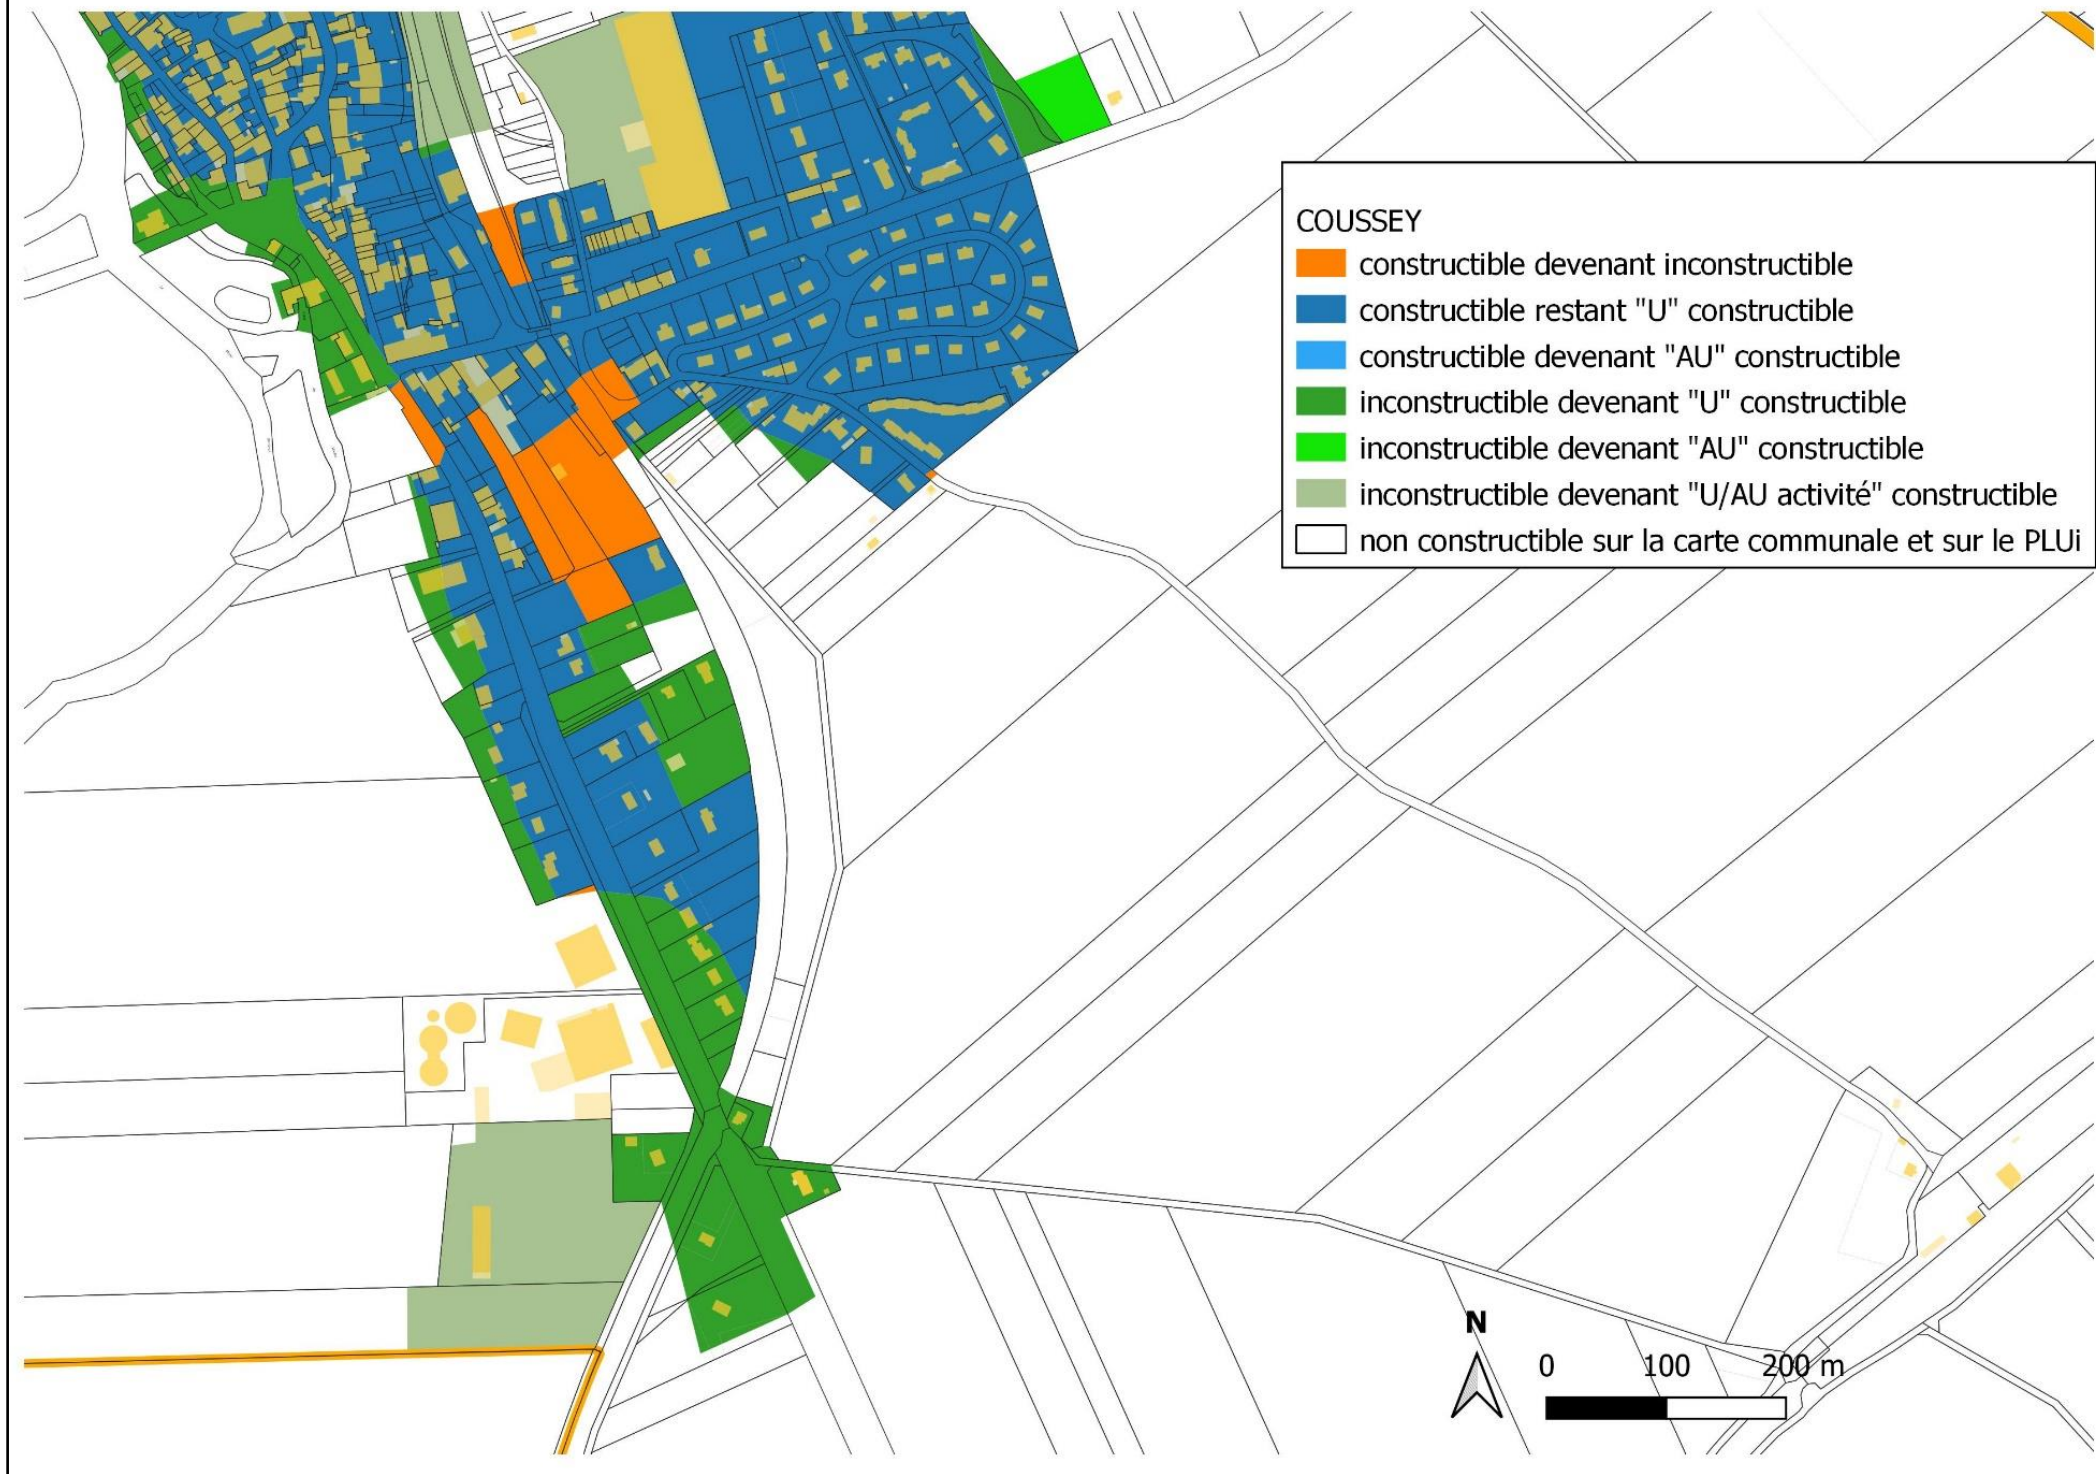 COUSSEY
constructible devenant inconstructible
constructible restant "U" constructible
constructible devenant "AU" constructible
inconstructible devenant "U" constructible
inconstructible devenant "AU" constructible
inconstructible devenant "U/AU activité" constructible
non constructible sur la carte communale et sur le PLUi
N
0 100 200 m